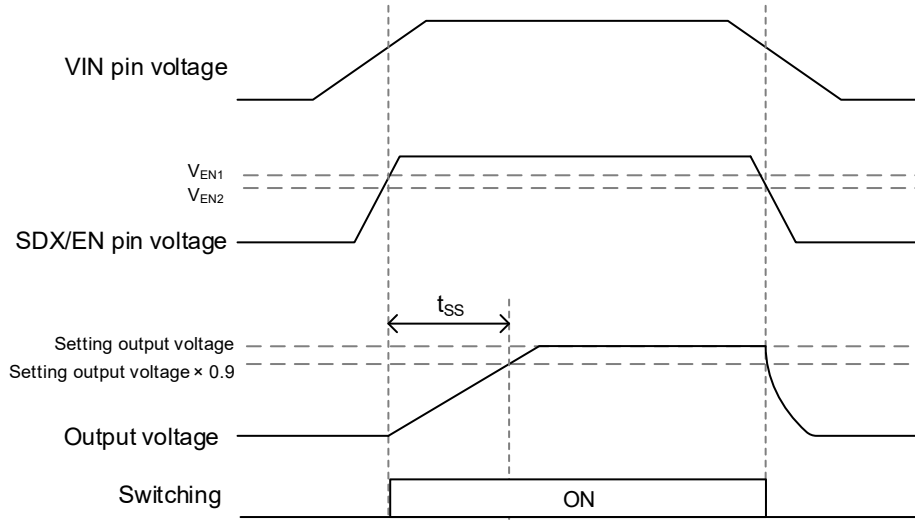 VIN pin voltage
VEN1
VEN2
SDX/EN pin voltage
tSS
Setting output voltage
Setting output voltage × 0.9
Output voltage
Switching
ON